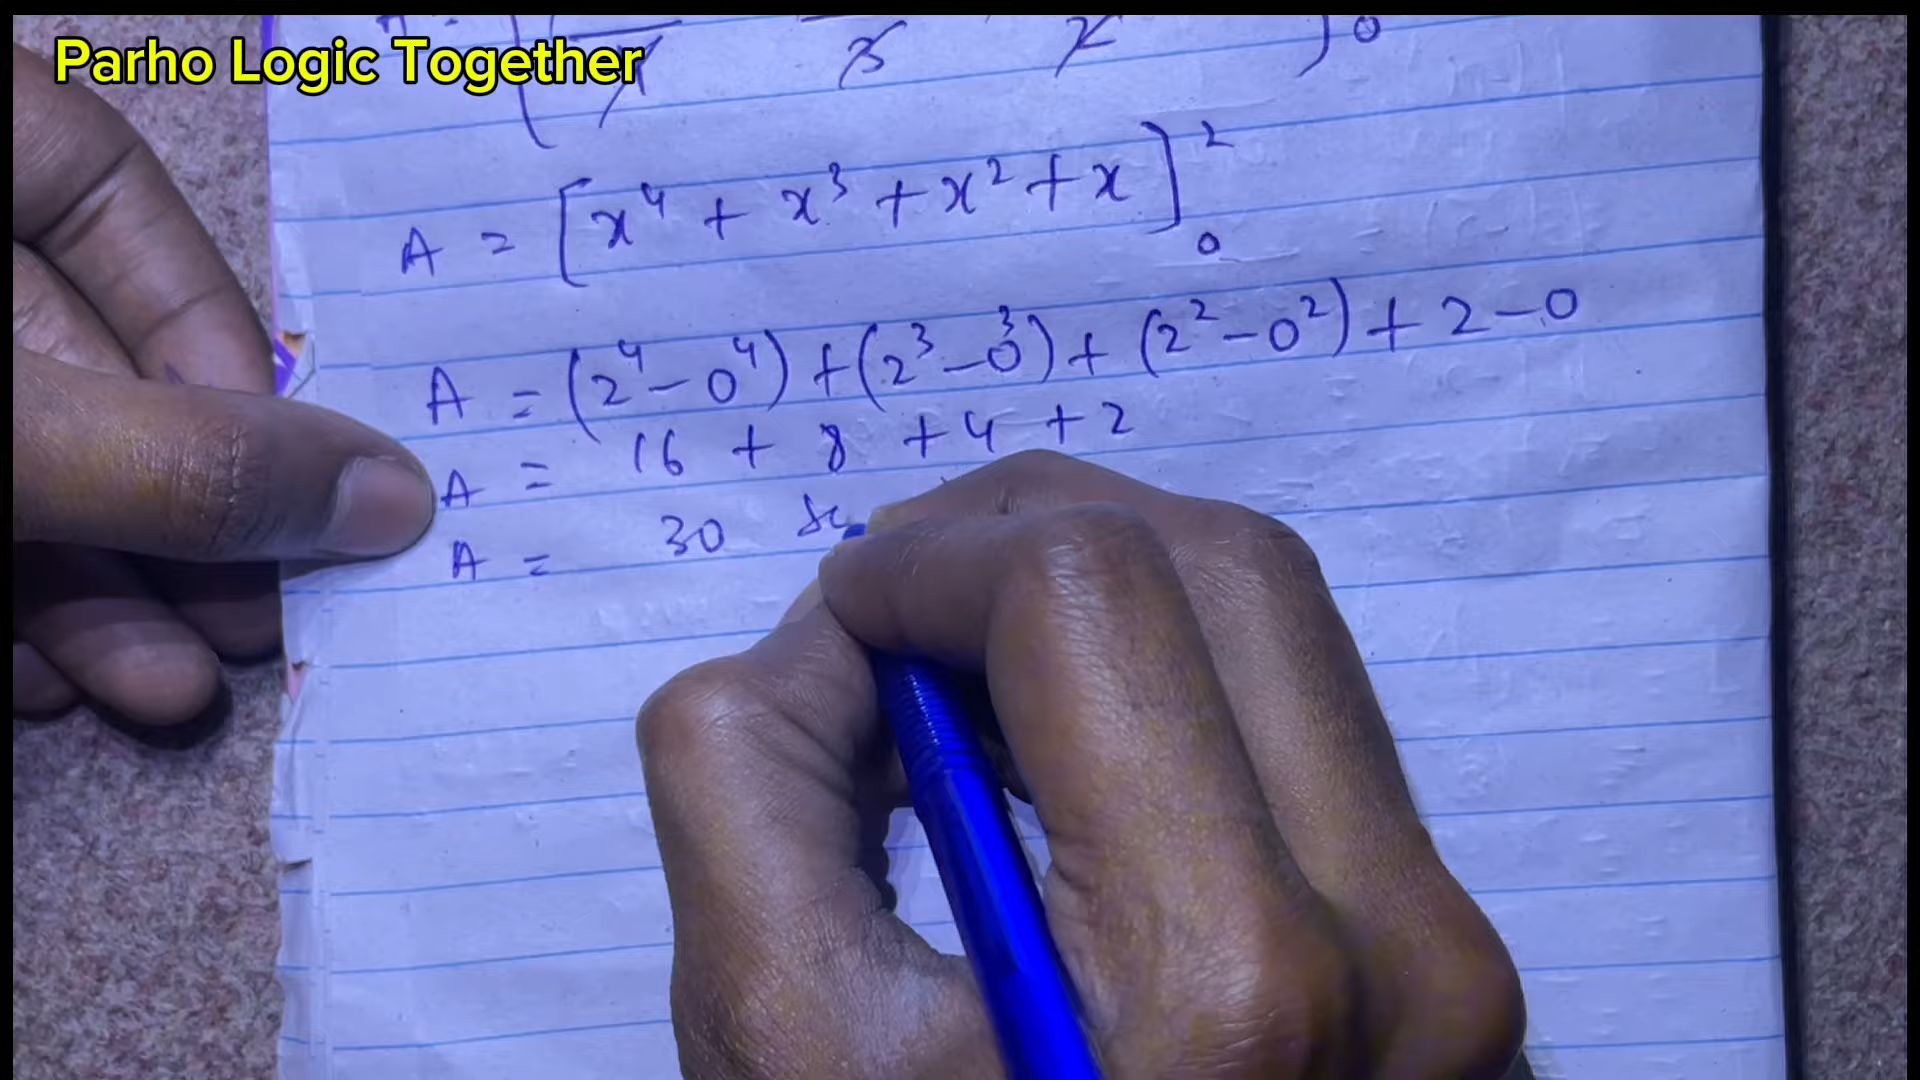 Parho Logic Together
A = [x⁴ + x³ + x² + x]²₀
A = (2⁴ - 0⁴) + (2³ - 0³) + (2² - 0²) + 2 - 0
A = 16 + 8 + 4 + 2
A = 30